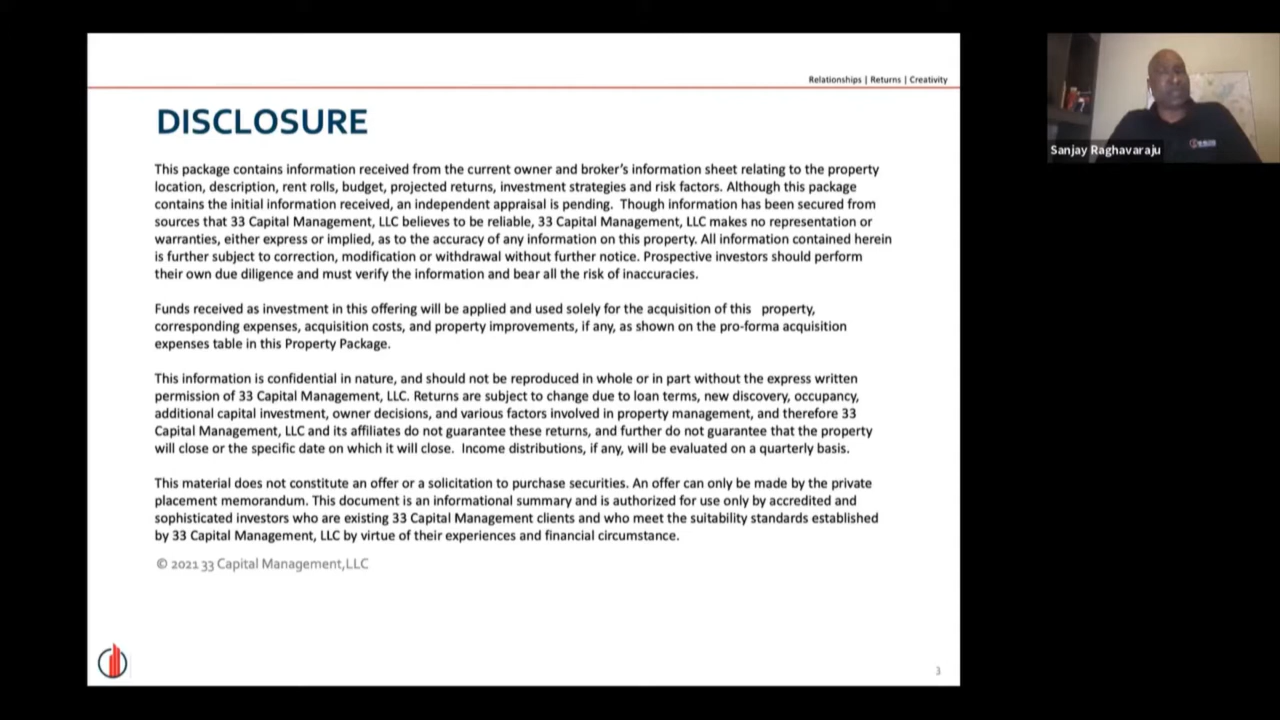 Relationships | Returns | Creativity
DISCLOSURE
This package contains information received from the current owner and broker's information sheet relating to the property
location, description, rent rolls, budget, projected returns, investment strategies and risk factors. Although this package
contains the initial information received, an independent appraisal is pending.  Though information has been secured from
sources that 33 Capital Management, LLC believes to be reliable, 33 Capital Management, LLC makes no representation or
warranties, either express or implied, as to the accuracy of any information on this property. All information contained herein
is further subject to correction, modification or withdrawal without further notice. Prospective investors should perform
their own due diligence and must verify the information and bear all the risk of inaccuracies.
Funds received as investment in this offering will be applied and used solely for the acquisition of this   property,
corresponding expenses, acquisition costs, and property improvements, if any, as shown on the pro-forma acquisition
expenses table in this Property Package.
This information is confidential in nature, and should not be reproduced in whole or in part without the express written
permission of 33 Capital Management, LLC. Returns are subject to change due to loan terms, new discovery, occupancy,
additional capital investment, owner decisions, and various factors involved in property management, and therefore 33
Capital Management, LLC and its affiliates do not guarantee these returns, and further do not guarantee that the property
will close or the specific date on which it will close.  Income distributions, if any, will be evaluated on a quarterly basis.
This material does not constitute an offer or a solicitation to purchase securities. An offer can only be made by the private
placement memorandum. This document is an informational summary and is authorized for use only by accredited and
sophisticated investors who are existing 33 Capital Management clients and who meet the suitability standards established
by 33 Capital Management, LLC by virtue of their experiences and financial circumstance.
© 2021 33 Capital Management,LLC
3
Sanjay Raghavaraju